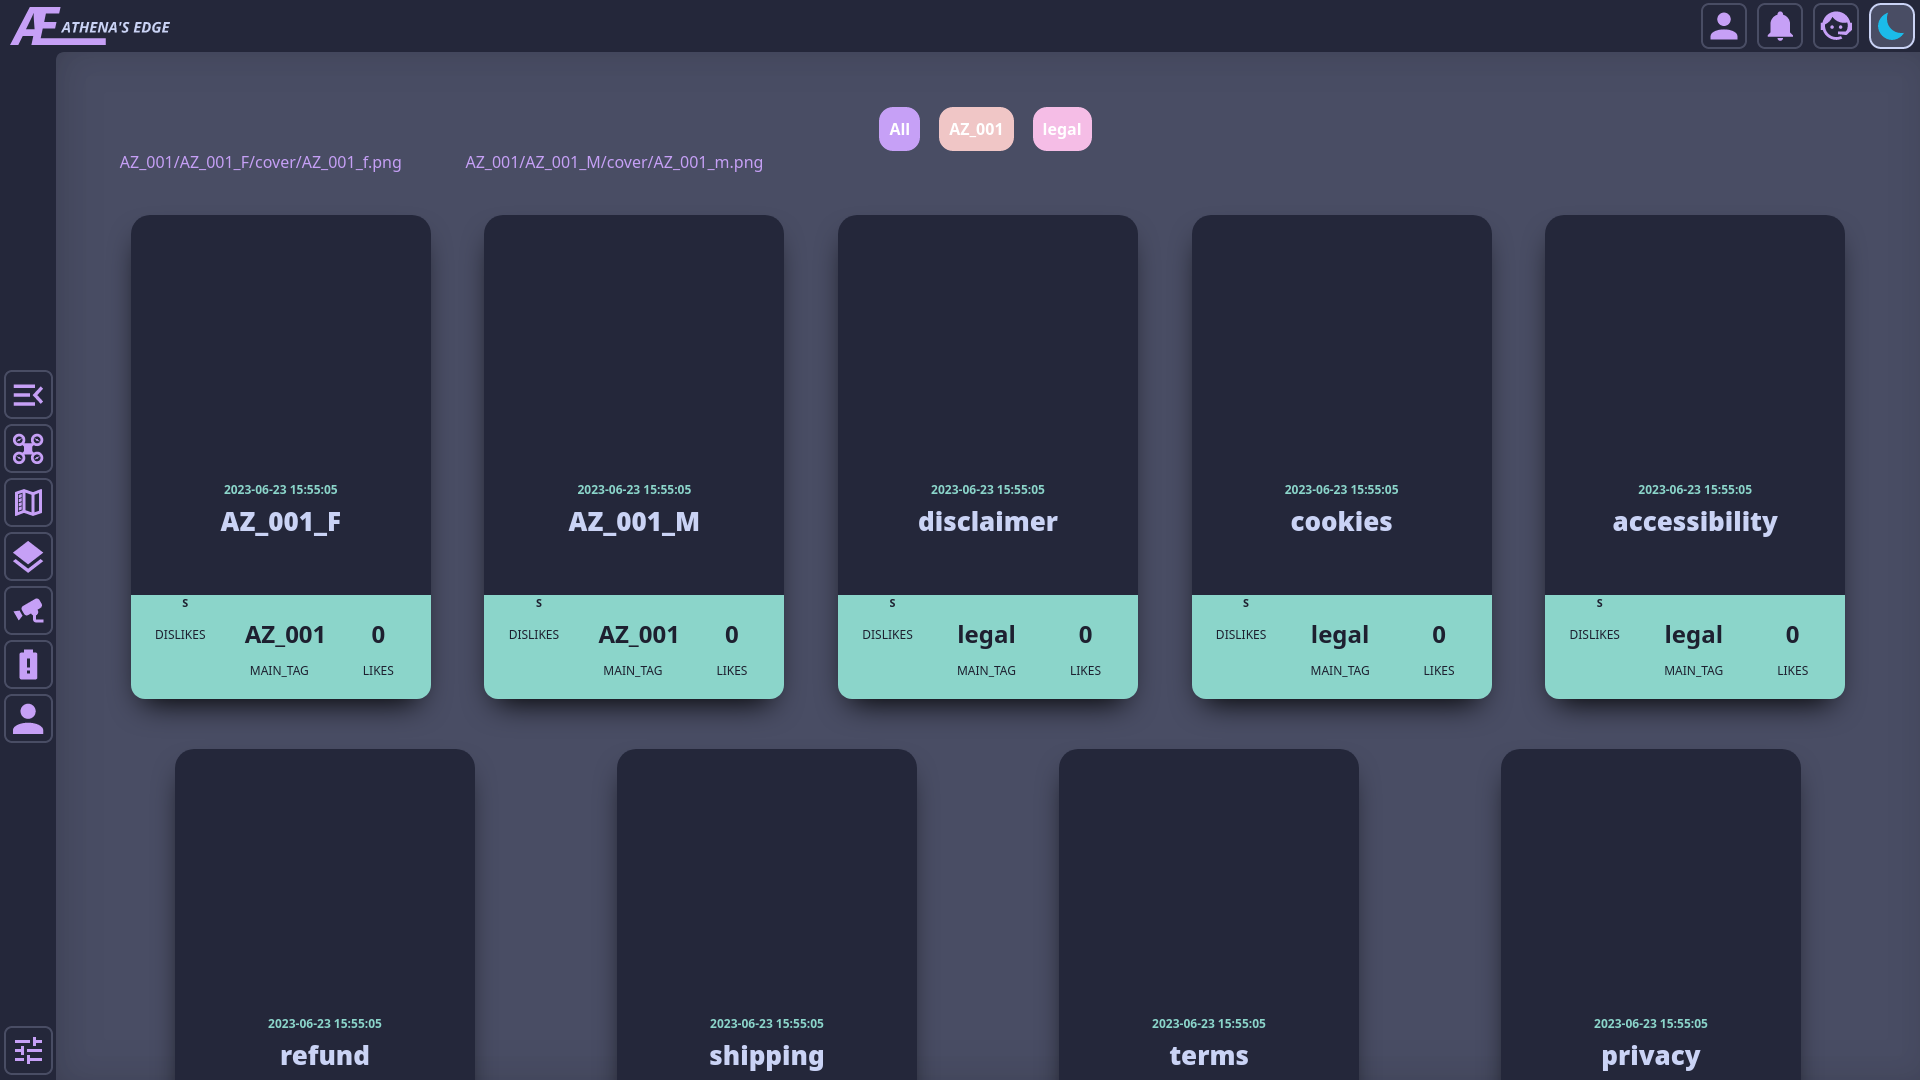 ÆATHENA'S EDGE
All
AZ_001
legal
AZ_001/AZ_001_F/cover/AZ_001_f.png
AZ_001/AZ_001_M/cover/AZ_001_m.png
2023-06-23 15:55:05
AZ_001_F
S
DISLIKES
AZ_001
MAIN_TAG
0
LIKES
2023-06-23 15:55:05
AZ_001_M
S
DISLIKES
AZ_001
MAIN_TAG
0
LIKES
2023-06-23 15:55:05
disclaimer
S
DISLIKES
legal
MAIN_TAG
0
LIKES
2023-06-23 15:55:05
cookies
S
DISLIKES
legal
MAIN_TAG
0
LIKES
2023-06-23 15:55:05
accessibility
S
DISLIKES
legal
MAIN_TAG
0
LIKES
2023-06-23 15:55:05
refund
2023-06-23 15:55:05
shipping
2023-06-23 15:55:05
terms
2023-06-23 15:55:05
privacy